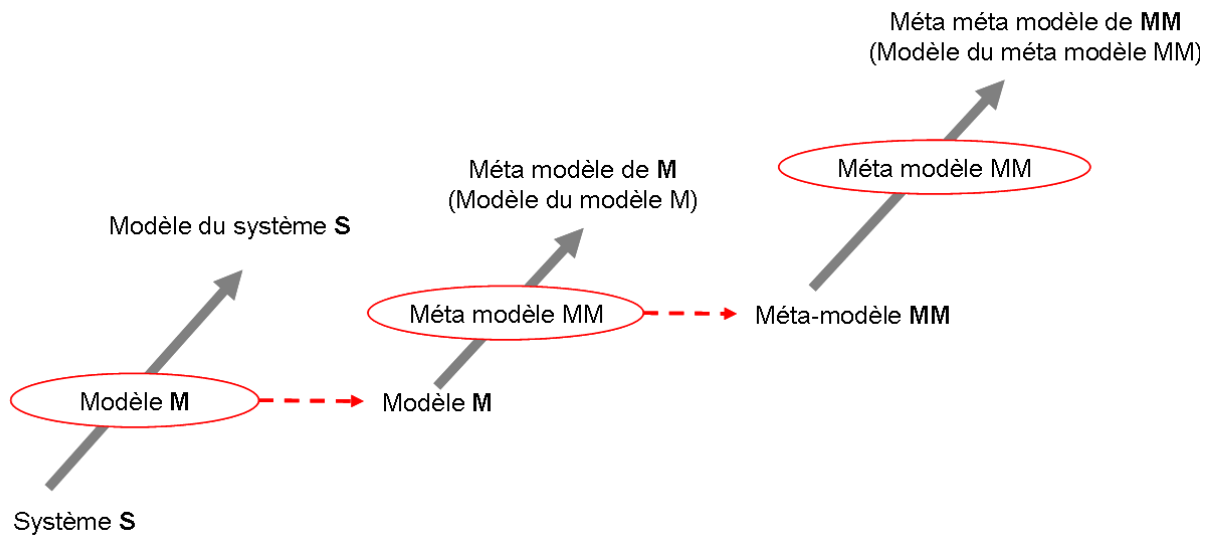 Méta méta modèle de MM
(Modèle du méta modèle MM)
Méta modèle MM
Méta modèle de M
(Modèle du modèle M)
Modèle du système S
Méta modèle MM
Méta-modèle MM
Modèle M
Modèle M
Système S